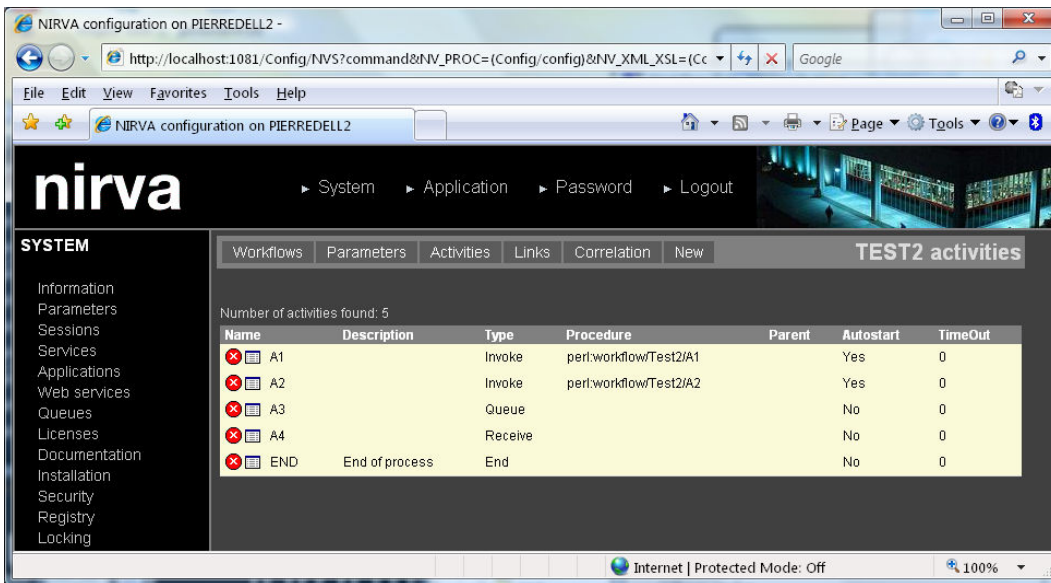 NIRVA configuration on PIERREDELL2 -
http://localhost:1081/Config/NVS?command&NV_PROC={Config/config}&NV_XML_XSL={Cc
Google
File Edit View Favorites Tools Help
NIRVA configuration on PIERREDELL2
Page Tools
nirva
System Application Password Logout
SYSTEM
Workflows Parameters Activities Links Correlation New
TEST2 activities
Information
Parameters
Sessions
Services
Applications
Web services
Queues
Licenses
Documentation
Installation
Security
Registry
Locking
Number of activities found: 5
Name Description Type Procedure Parent Autostart TimeOut
A1 Invoke perl:workflow/Test2/A1 Yes 0
A2 Invoke perl:workflow/Test2/A2 Yes 0
A3 Queue No 0
A4 Receive No 0
END End of process End No 0
Internet | Protected Mode: Off
100%